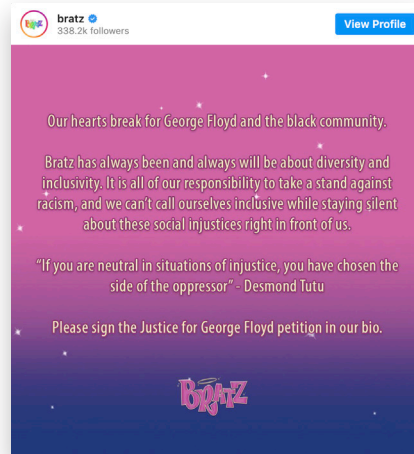 bratz
338.2k followers
View Profile
Our hearts break for George Floyd and the black community.
Bratz has always been and always will be about diversity and
inclusivity. It is all of our responsibility to take a stand against
racism, and we can't call ourselves inclusive while staying silent
about these social injustices right in front of us.
“If you are neutral in situations of injustice, you have chosen the
side of the oppressor” - Desmond Tutu
Please sign the Justice for George Floyd petition in our bio.
BRATZ